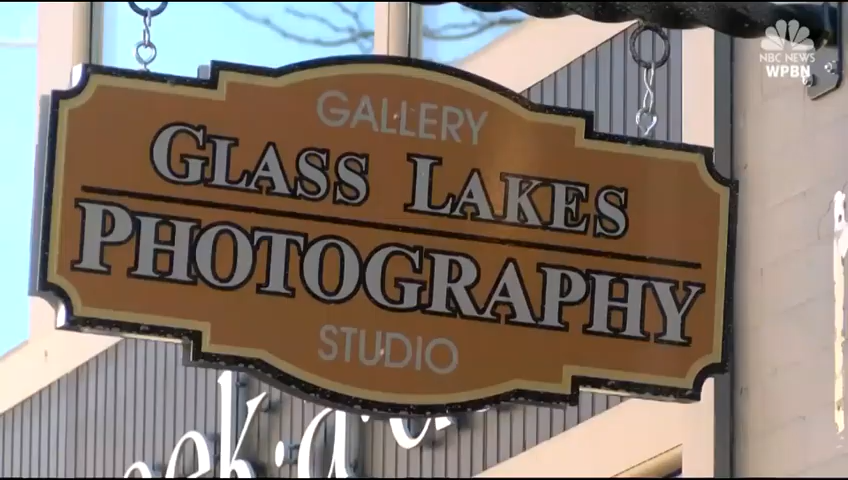 NBC NEWS
WPBN
GALLERY
GLASS LAKES
PHOTOGRAPHY
STUDIO